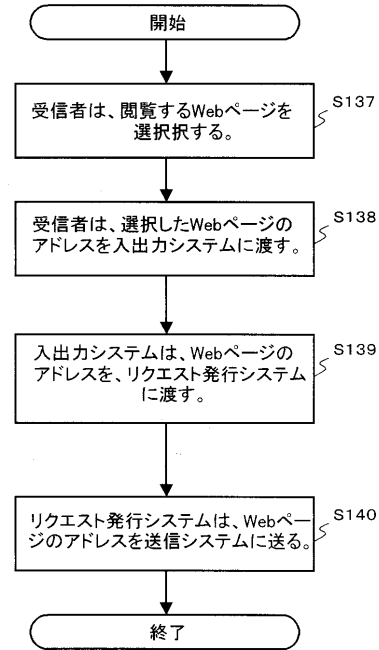 開始
受信者は、閲覧するWebページを
選択択する。
S137
受信者は、選択したWebページの
アドレスを入出力システムに渡す。
S138
入出力システムは、Webページの
アドレスを、リクエスト発行システム
に渡す。
S139
リクエスト発行システムは、Webペー
ジのアドレスを送信システムに送る。
S140
終了